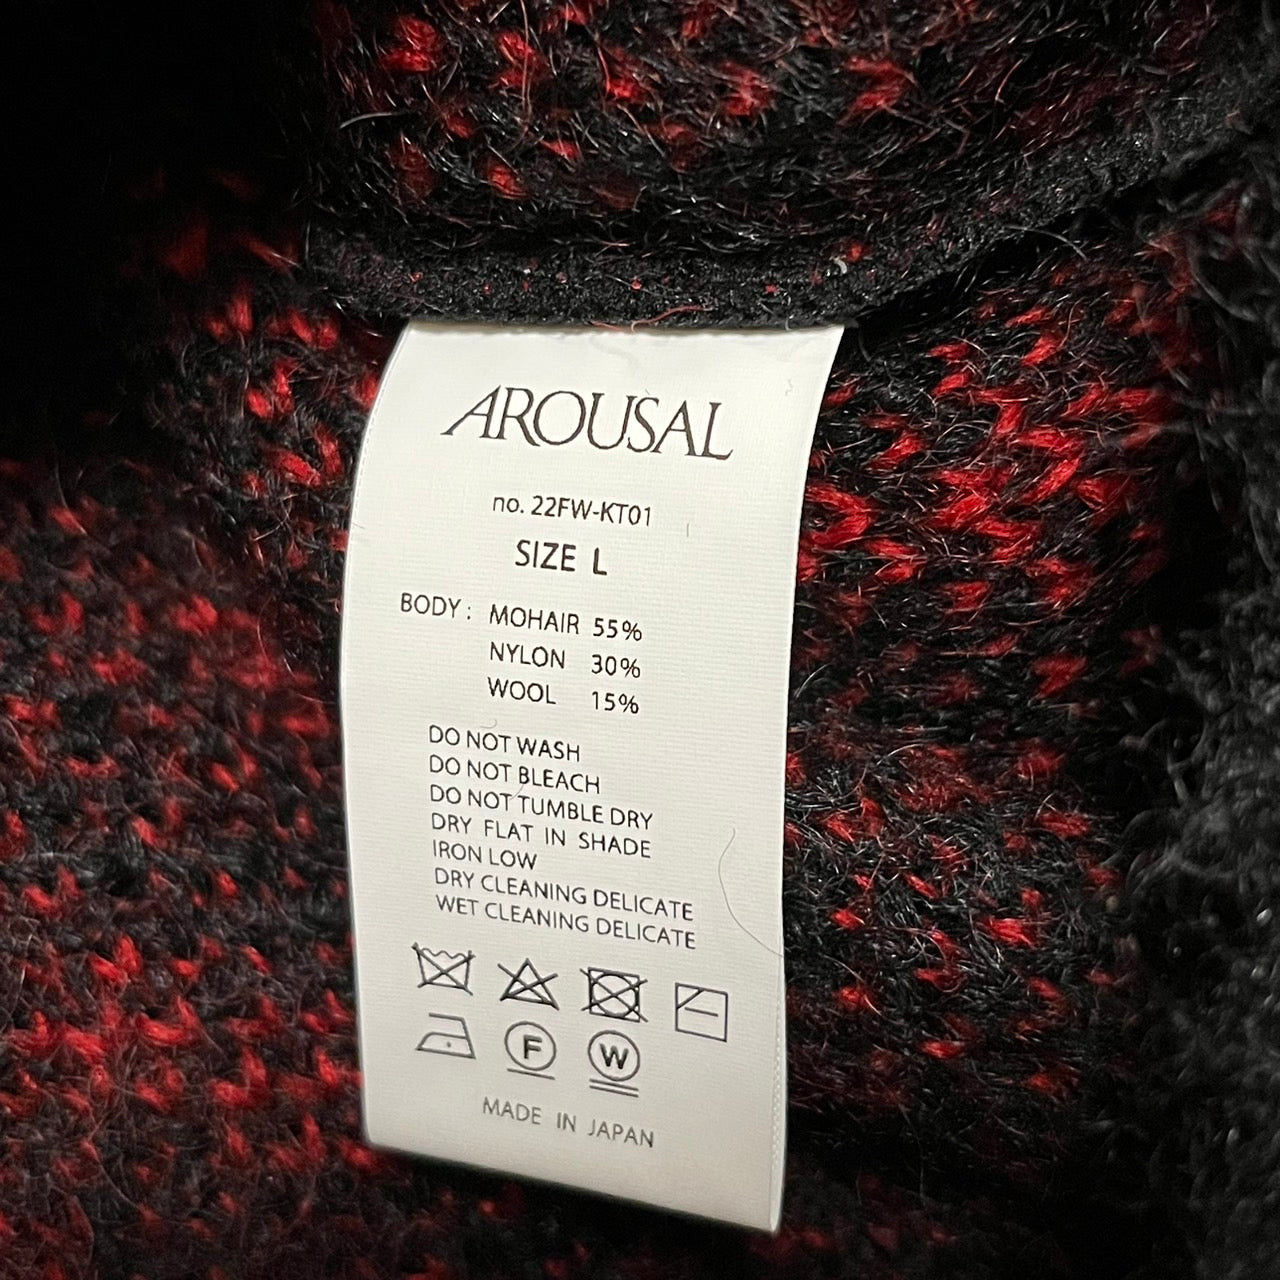 AROUSAL
no. 22FW-KT01
SIZE L
BODY : MOHAIR 55%
NYLON 30%
WOOL 15%
DO NOT WASH
DO NOT BLEACH
DO NOT TUMBLE DRY
DRY FLAT IN SHADE
IRON LOW
DRY CLEANING DELICATE
WET CLEANING DELICATE
F W
MADE IN JAPAN